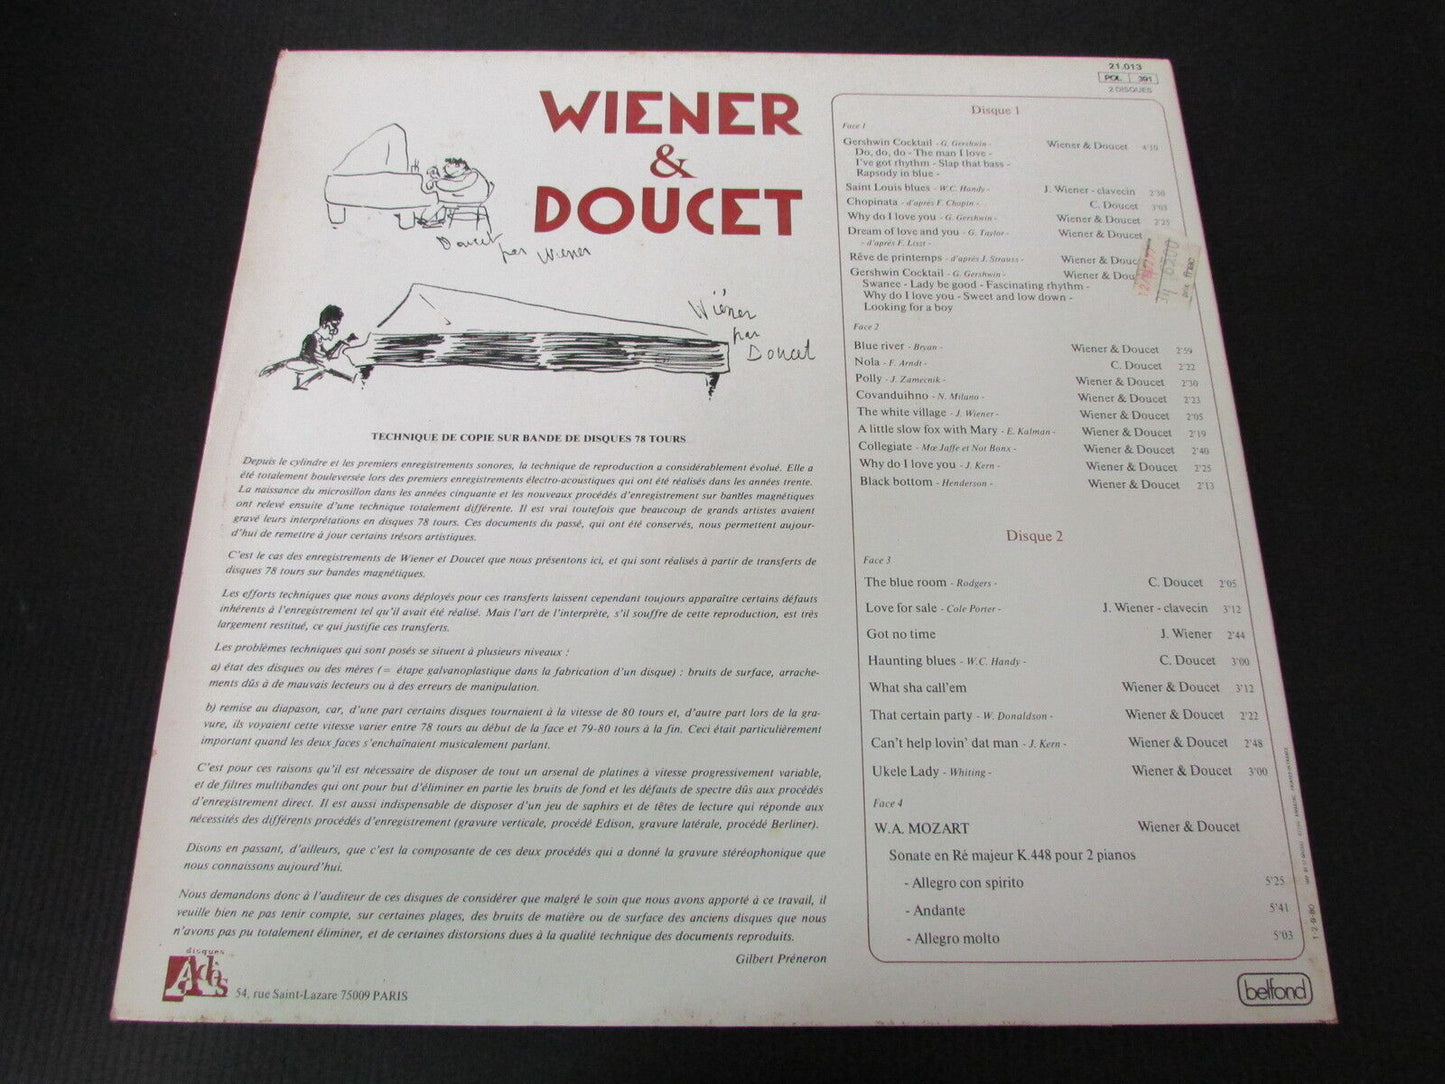 WIENER
&
DOUCET
Doucet
par Wiener
Wiéner
par
Doucet
TECHNIQUE DE COPIE SUR BANDE DE DISQUES 78 TOURS
Depuis le cylindre et les premiers enregistrements sonores, la technique de reproduction a considérablement évolué. Elle a
été totalement bouleversée lors des premiers enregistrements électro-acoustiques qui ont été réalisés dans les années trente.
La naissance du microsillon dans les années cinquante et les nouveaux procédés d'enregistrement sur bandes magnétiques
ont relevé ensuite d'une technique totalement différente. Il est vrai toutefois que beaucoup de grands artistes avaient
gravé leurs interprétations en disques 78 tours. Ces documents du passé, qui ont été conservés, nous permettent aujour-
d'hui de remettre à jour certains trésors artistiques.
C'est le cas des enregistrements de Wiener et Doucet que nous présentons ici, et qui sont réalisés à partir de transferts de
disques 78 tours sur bandes magnétiques.
Les efforts techniques que nous avons déployés pour ces transferts laissent cependant toujours apparaître certains défauts
inhérents à l'enregistrement tel qu'il avait été réalisé. Mais l'art de l'interprète, s'il souffre de cette reproduction, est très
largement restitué, ce qui justifie ces transferts.
Les problèmes techniques qui sont posés se situent à plusieurs niveaux :
a) état des disques ou des mères (= étape galvanoplastique dans la fabrication d'un disque) : bruits de surface, arrache-
ments dûs à de mauvais lecteurs ou à des erreurs de manipulation.
b) remise au diapason, car, d'une part certains disques tournaient à la vitesse de 80 tours et, d'autre part lors de la gra-
vure, ils voyaient cette vitesse varier entre 78 tours au début de la face et 79-80 tours à la fin. Ceci était particulièrement
important quand les deux faces s'enchaînaient musicalement parlant.
C'est pour ces raisons qu'il est nécessaire de disposer de tout un arsenal de platines à vitesse progressivement variable,
et de filtres multibandes qui ont pour but d'éliminer en partie les bruits de fond et les défauts de spectre dûs aux procédés
d'enregistrement direct. Il est aussi indispensable de disposer d'un jeu de saphirs et de têtes de lecture qui réponde aux
nécessités des différents procédés d'enregistrement (gravure verticale, procédé Edison, gravure latérale, procédé Berliner).
Disons en passant, d'ailleurs, que c'est la composante de ces deux procédés qui a donné la gravure stéréophonique que
nous connaissons aujourd'hui.
Nous demandons donc à l'auditeur de ces disques de considérer que malgré le soin que nous avons apporté à ce travail, il
veuille bien ne pas tenir compte, sur certaines plages, des bruits de matière ou de surface des anciens disques que nous
n'avons pas pu totalement éliminer, et de certaines distorsions dues à la qualité technique des documents reproduits.
Gilbert Préneron
disques
Adès
54, rue Saint-Lazare 75009 PARIS
21.013
POL 391
2 DISQUES
Disque 1
Face 1
Gershwin Cocktail - G. Gershwin - Wiener & Doucet 4'10
Do, do, do - The man I love -
I've got rhythm - Slap that bass -
Rapsody in blue -
Saint Louis blues - W.C. Handy - J. Wiener - clavecin 2'30
Chopinata - d'après F. Chopin - C. Doucet 3'03
Why do I love you - G. Gershwin - Wiener & Doucet 2'25
Dream of love and you - G. Taylor - Wiener & Doucet
- d'après F. Liszt -
Rêve de printemps - d'après J. Strauss - Wiener & Douc
Gershwin Cocktail - G. Gershwin - Wiener & Dou
Swanee - Lady be good - Fascinating rhythm -
Why do I love you - Sweet and low down -
Looking for a boy
prix fnac
Face 2
Blue river - Bryan - Wiener & Doucet 2'59
Nola - F. Arndt - C. Doucet 2'22
Polly - J. Zamecnik - Wiener & Doucet 2'30
Covanduihno - N. Milano - Wiener & Doucet 2'23
The white village - J. Wiener - Wiener & Doucet 2'05
A little slow fox with Mary - E. Kalman - Wiener & Doucet 2'19
Collegiate - Mœ Jaffe et Not Bonx - Wiener & Doucet 2'40
Why do I love you - J. Kern - Wiener & Doucet 2'25
Black bottom - Henderson - Wiener & Doucet 2'13
Disque 2
Face 3
The blue room - Rodgers - C. Doucet 2'05
Love for sale - Cole Porter - J. Wiener - clavecin 3'12
Got no time J. Wiener 2'44
Haunting blues - W.C. Handy - C. Doucet 3'00
What sha call'em Wiener & Doucet 3'12
That certain party - W. Donaldson - Wiener & Doucet 2'22
Can't help lovin' dat man - J. Kern - Wiener & Doucet 2'48
Ukele Lady - Whiting - Wiener & Doucet 3'00
Face 4
W.A. MOZART Wiener & Doucet
Sonate en Ré majeur K.448 pour 2 pianos
- Allegro con spirito 5'25
- Andante 5'41
- Allegro molto 5'03
1-2-9-80
belfond